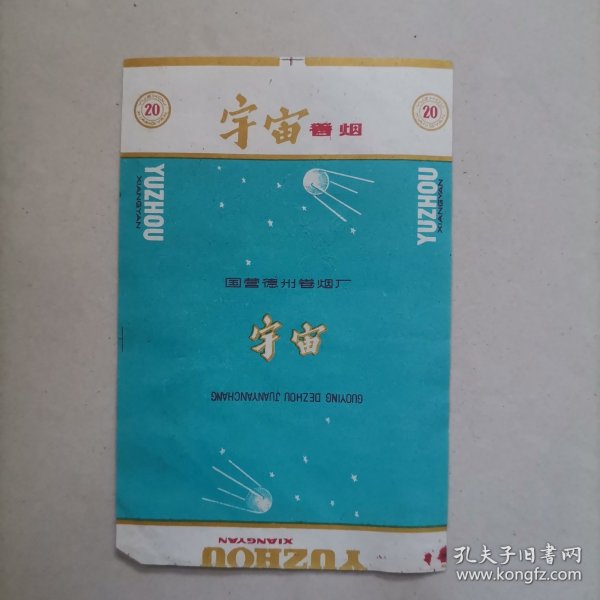 20
宇宙 香烟
20
YUZHOU
XIANGYAN
YUZHOU
XIANGYAN
国营德州卷烟厂
宇宙
GUOYING DEZHOU JUANYANCHANG
XIANGYAN
YUZHOU
孔夫子旧书网
www.kongfz.com